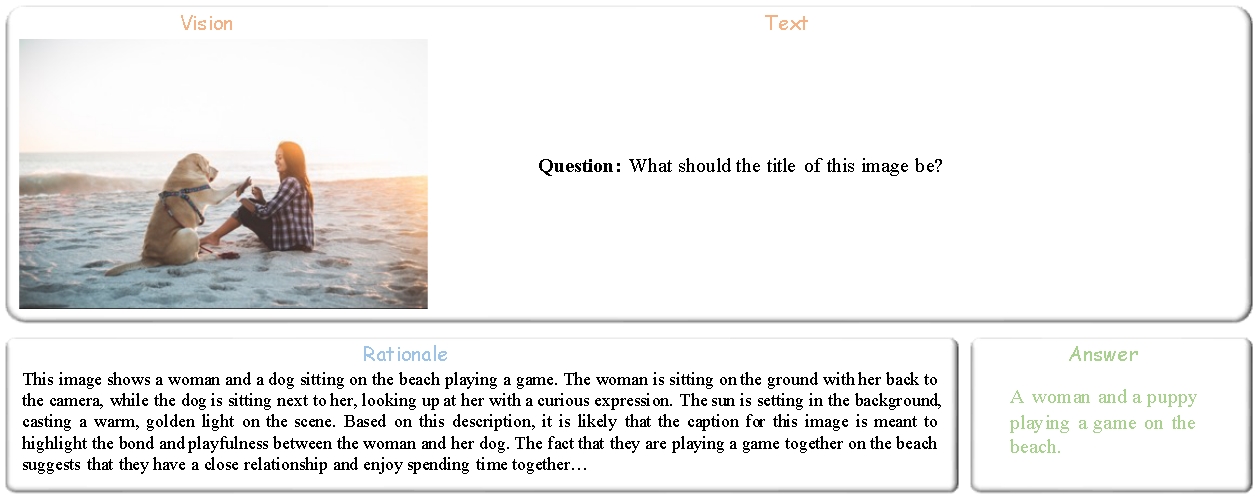 Vision
Text
Question: What should the title of this image be?
Rationale
This image shows a woman and a dog sitting on the beach playing a game. The woman is sitting on the ground with her back to
the camera, while the dog is sitting next to her, looking up at her with a curious expression. The sun is setting in the background,
casting a warm, golden light on the scene. Based on this description, it is likely that the caption for this image is meant to
highlight the bond and playfulness between the woman and her dog. The fact that they are playing a game together on the beach
suggests that they have a close relationship and enjoy spending time together…
Answer
A woman and a puppy
playing a game on the
beach.